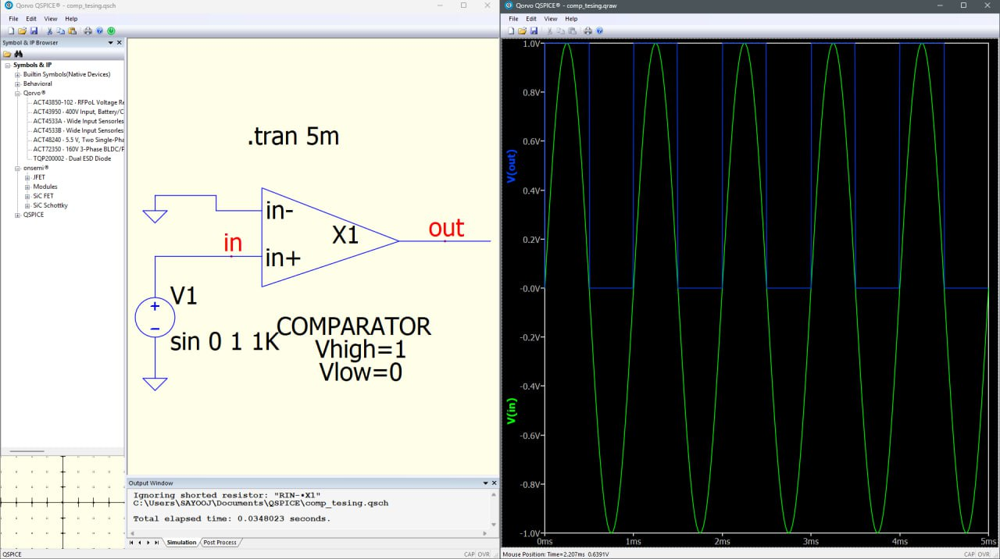 Qorvo QSPICE® - comp_tesing.qsch
File Edit View Help
Symbol & IP Browser
Symbols & IP
Builtin Symbols(Native Devices)
Behavioral
Qorvo®
ACT43850-102 - RFPoL Voltage Re
ACT43950 - 400V Input, Battery/C
ACT4533A - Wide Input Sensorles
ACT4533B - Wide Input Sensorles
ACT48240 - 5.5 V, Two Single-Pha
ACT72350 - 160V 3-Phase BLDC/P
TQP200002 - Dual ESD Diode
onsemi®
JFET
Modules
SiC FET
SiC Schottky
QSPICE
.tran 5m
in-
X1
out
in
in+
V1
+
−
sin 0 1 1K
COMPARATOR
Vhigh=1
Vlow=0
Output Window
Ignoring shorted resistor: "RIN-•X1"
C:\Users\SAYOOJ\Documents\QSPICE\comp_tesing.qsch
Total elapsed time: 0.0348023 seconds.
Simulation Post Process
QSPICE
CAP OVR
Qorvo QSPICE® - comp_tesing.qraw
File Edit View Help
1.0V
0.8V
0.6V
V(out)
0.4V
0.2V
-0.0V
-0.2V
-0.4V
V(in)
-0.6V
-0.8V
-1.0V
0ms 1ms 2ms 3ms 4ms 5ms
Mouse Position: Time=2.207ms 0.6391V
CAP OVR